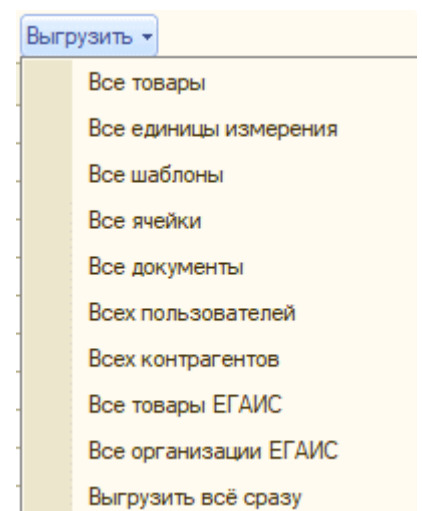 Выгрузить
Все товары
Все единицы измерения
Все шаблоны
Все ячейки
Все документы
Всех пользователей
Всех контрагентов
Все товары ЕГАИС
Все организации ЕГАИС
Выгрузить всё сразу